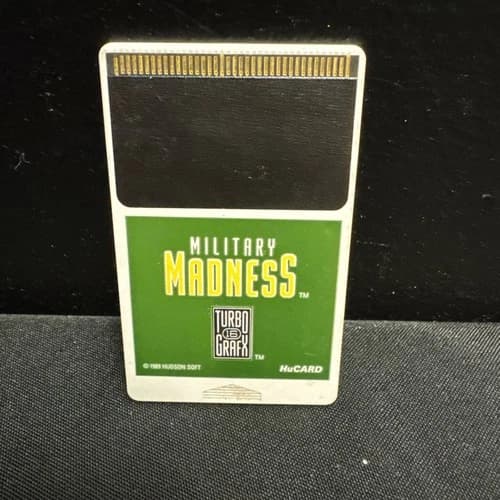 MILITARY
MADNESS ™
TURBO
16
GRAFX ™
© 1989 HUDSON SOFT
HuCARD